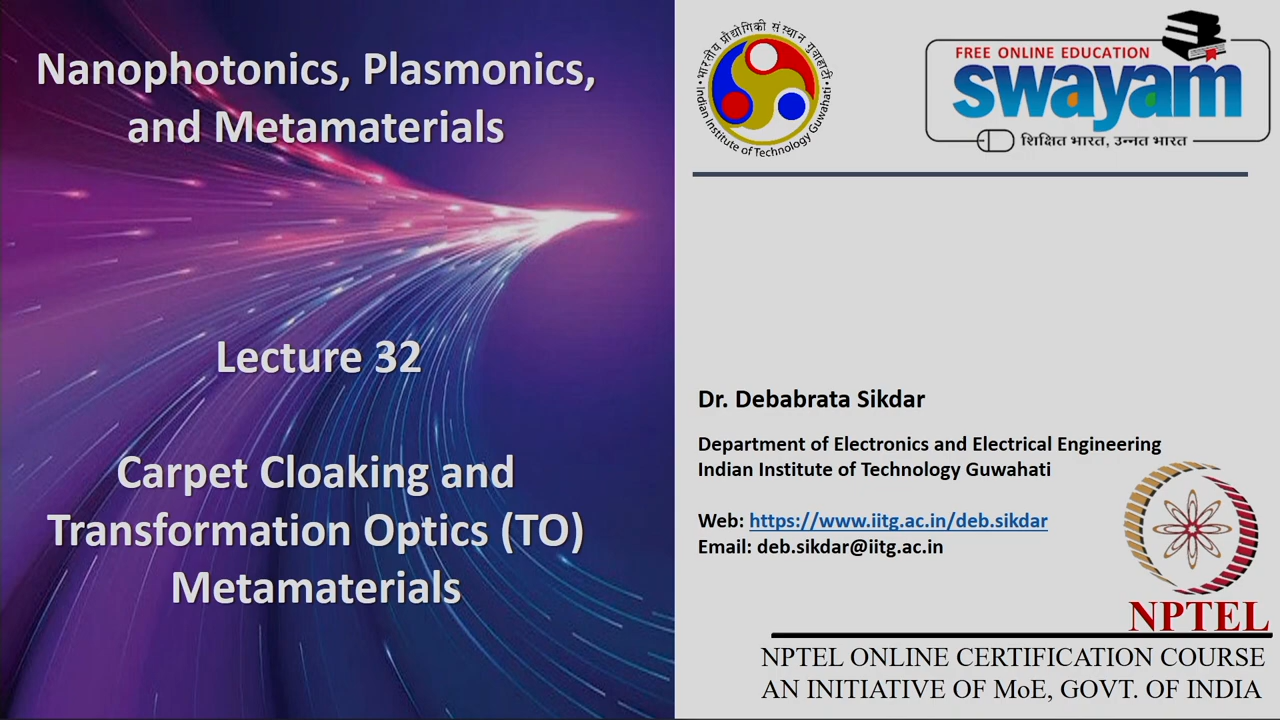 Nanophotonics, Plasmonics,
and Metamaterials
Lecture 32
Carpet Cloaking and
Transformation Optics (TO)
Metamaterials
भारतीय प्रौद्योगिकी संस्थान गुवाहाटी
Indian Institute of Technology Guwahati
FREE ONLINE EDUCATION
swayam
शिक्षित भारत, उन्नत भारत
Dr. Debabrata Sikdar
Department of Electronics and Electrical Engineering
Indian Institute of Technology Guwahati
Web: https://www.iitg.ac.in/deb.sikdar
Email: deb.sikdar@iitg.ac.in
NPTEL
NPTEL ONLINE CERTIFICATION COURSE
AN INITIATIVE OF MoE, GOVT. OF INDIA